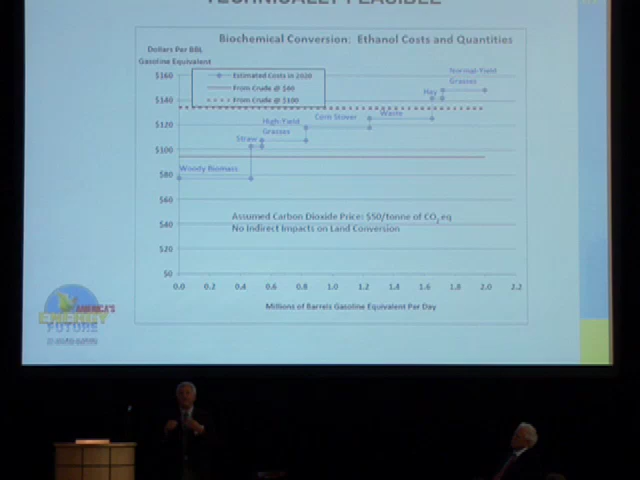 TECHNICALLY FEASIBLE
Biochemical Conversion: Ethanol Costs and Quantities
Dollars Per BBL
Gasoline Equivalent
$160
$140
$120
$100
$80
$60
$40
$20
$0
Estimated Costs in 2020
From Crude @ $60
From Crude @ $100
Woody Biomass
Straw
High-Yield
Grasses
Corn Stover
Waste
Hay
Normal-Yield
Grasses
Assumed Carbon Dioxide Price: $50/tonne of CO2 eq
No Indirect Impacts on Land Conversion
0.0 0.2 0.4 0.6 0.8 1.0 1.2 1.4 1.6 1.8 2.0 2.2
Millions of Barrels Gasoline Equivalent Per Day
AMERICA'S
ENERGY
FUTURE